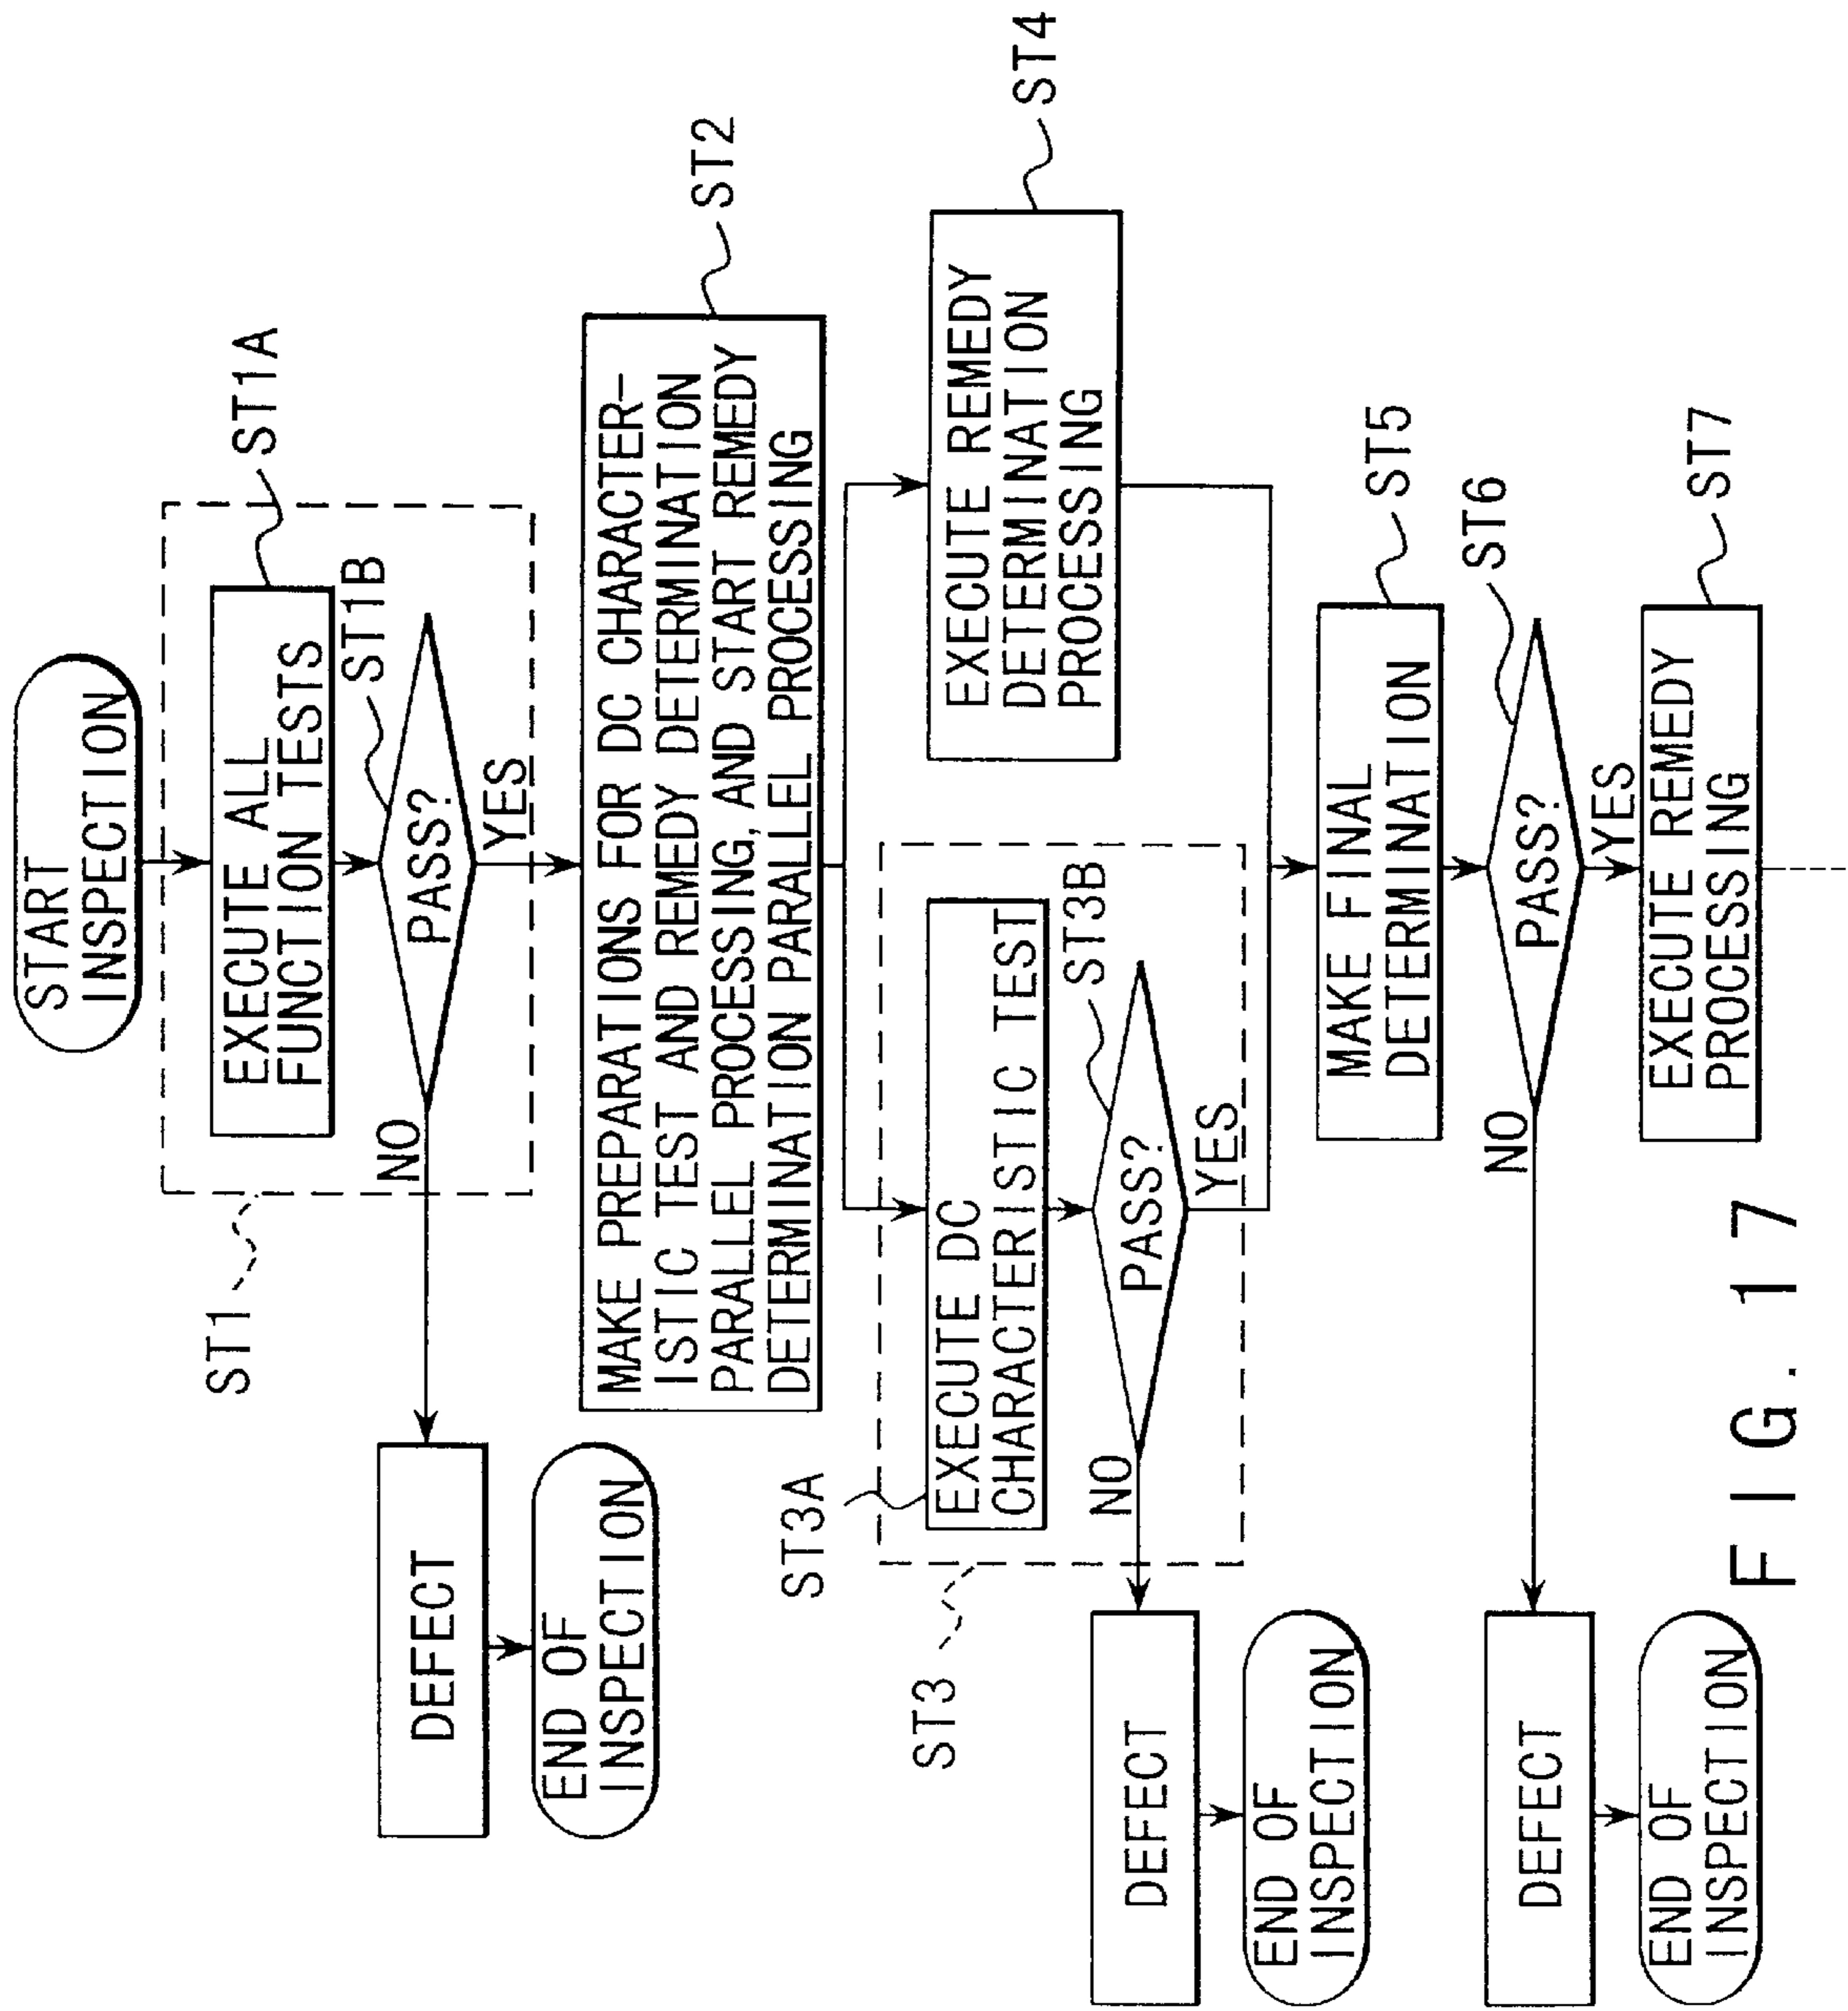 START
INSPECTION
ST1
EXECUTE ALL
FUNCTION TESTS
ST1A
PASS?
ST1B
NO
YES
DEFECT
END OF
INSPECTION
MAKE PREPARATIONS FOR DC CHARACTER-
ISTIC TEST AND REMEDY DETERMINATION
PARALLEL PROCESSING, AND START REMEDY
DETERMINATION PARALLEL PROCESSING
ST2
ST3A
EXECUTE DC
CHARACTERISTIC TEST
EXECUTE REMEDY
DETERMINATION
PROCESSING
ST4
ST3
PASS?
ST3B
NO
YES
DEFECT
END OF
INSPECTION
MAKE FINAL
DETERMINATION
ST5
PASS?
ST6
NO
YES
DEFECT
END OF
INSPECTION
EXECUTE REMEDY
PROCESSING
ST7
FIG. 17